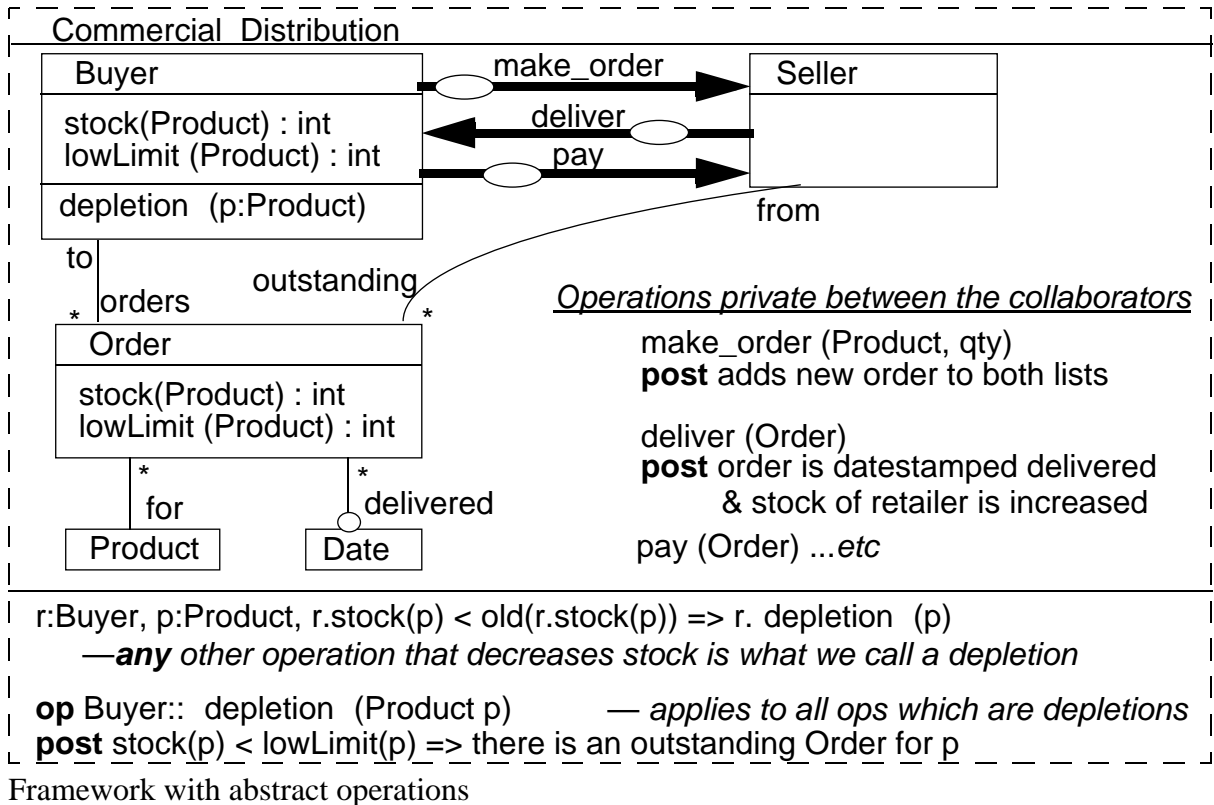 Commercial Distribution
Buyer
make_order
Seller
stock(Product) : int
lowLimit (Product) : int
deliver
pay
depletion (p:Product)
from
to
outstanding
* orders
*
Operations private between the collaborators
Order
make_order (Product, qty)
post adds new order to both lists
stock(Product) : int
lowLimit (Product) : int
deliver (Order)
post order is datestamped delivered
& stock of retailer is increased
*
*
for
delivered
Product
Date
pay (Order) ...etc
r:Buyer, p:Product, r.stock(p) < old(r.stock(p)) => r. depletion (p)
—any other operation that decreases stock is what we call a depletion
op Buyer:: depletion (Product p) — applies to all ops which are depletions
post stock(p) < lowLimit(p) => there is an outstanding Order for p
Framework with abstract operations